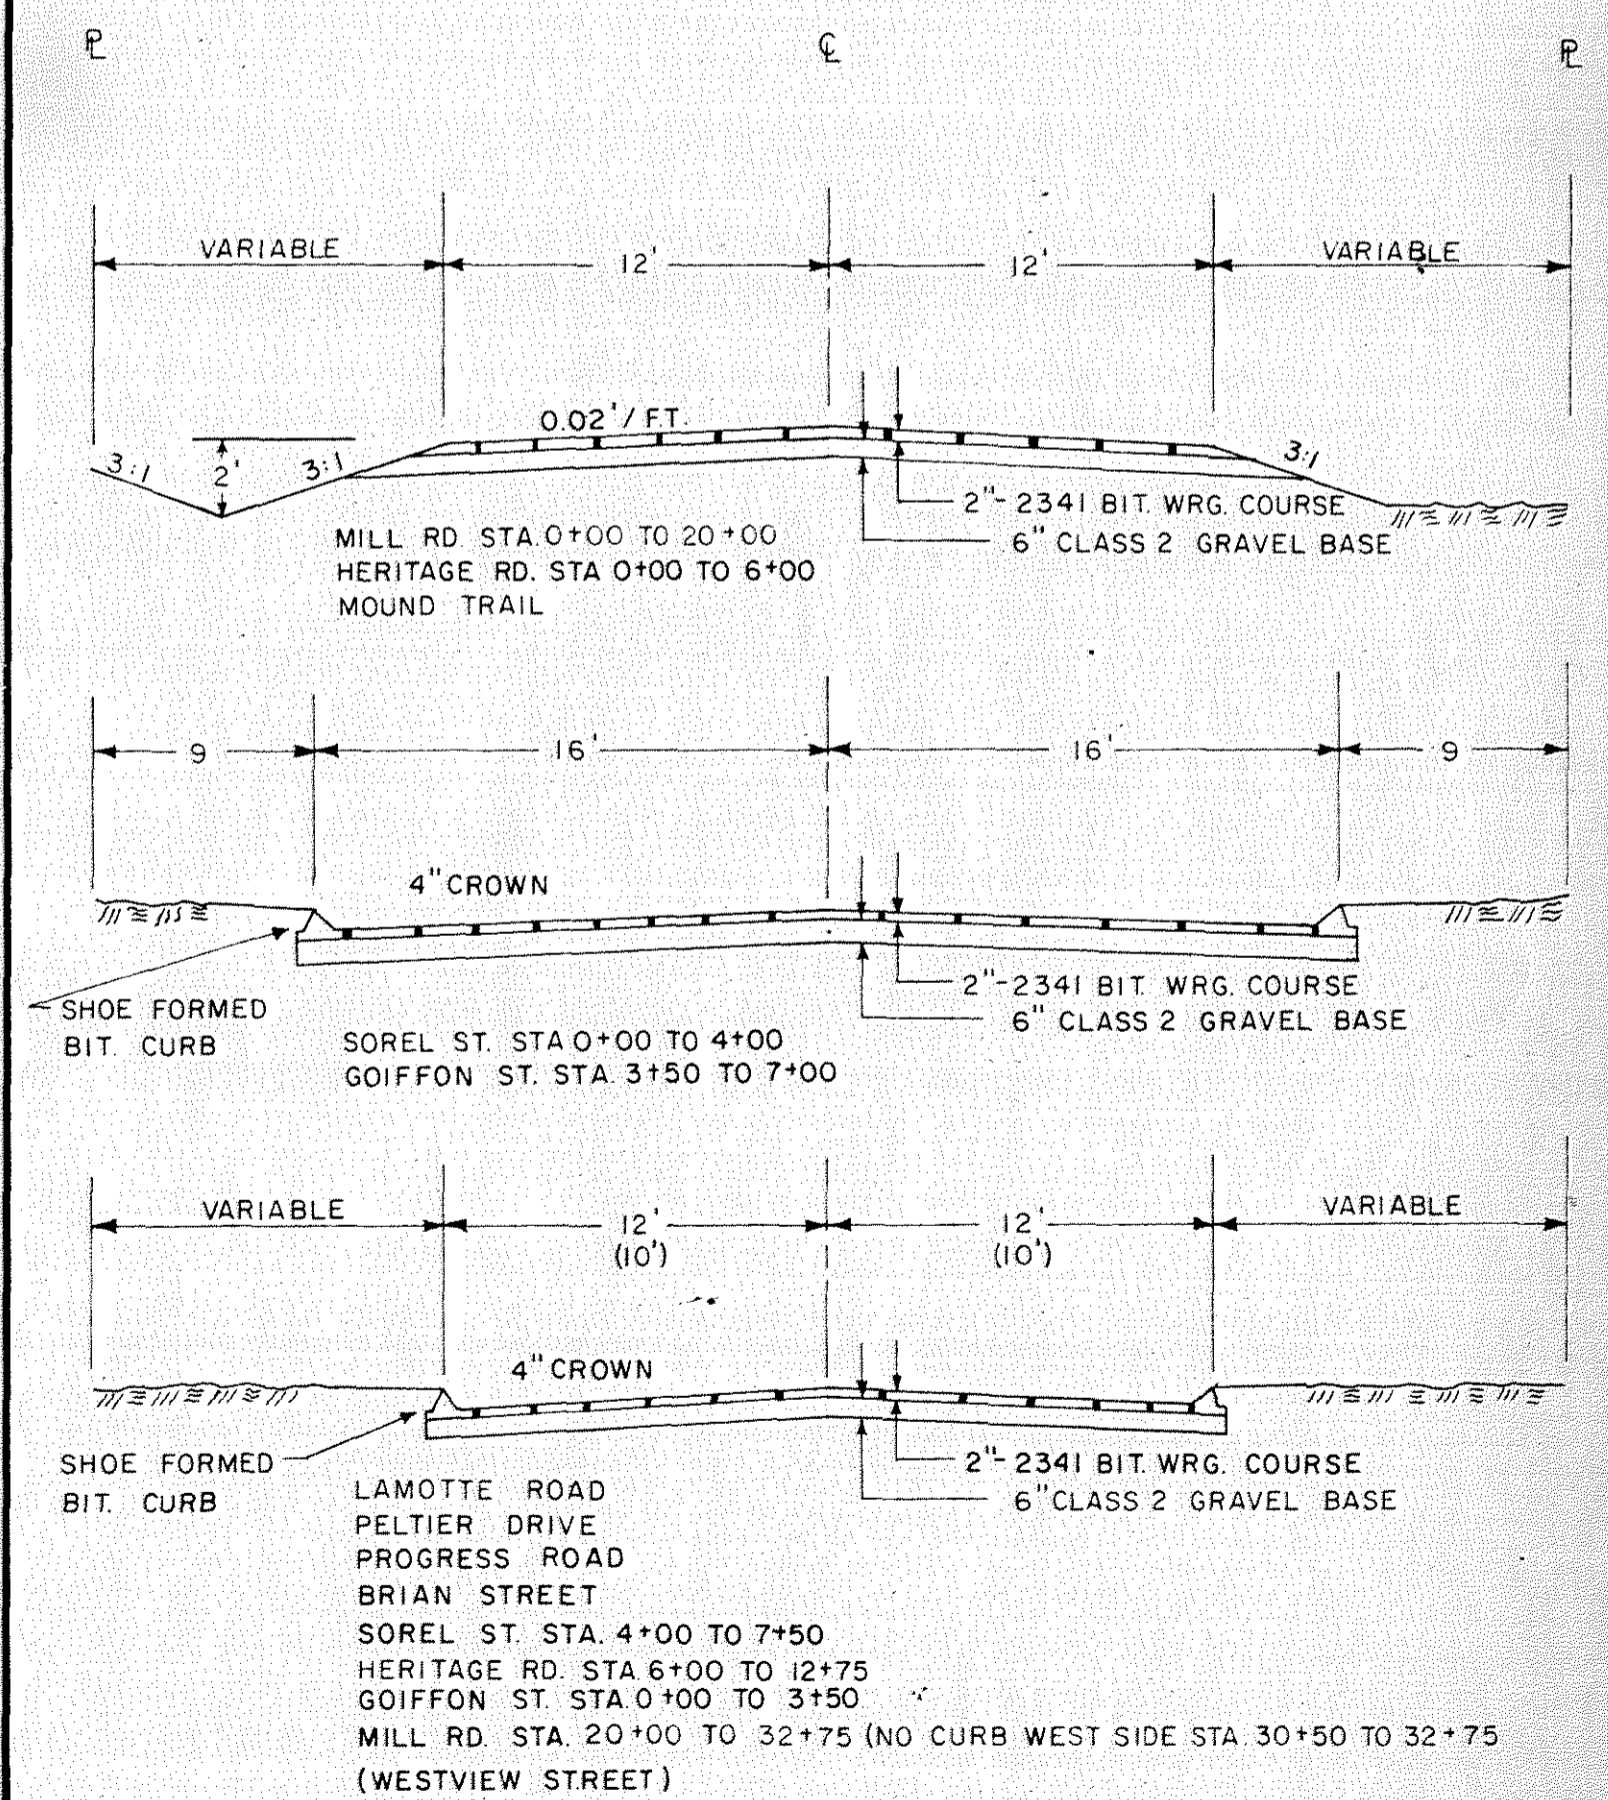 PL CL PL
VARIABLE 12' 12' VARIABLE
0.02'/FT.
3:1 2' 3:1 3:1
2"-2341 BIT. WRG. COURSE
6" CLASS 2 GRAVEL BASE
MILL RD. STA. 0+00 TO 20+00
HERITAGE RD. STA 0+00 TO 6+00
MOUND TRAIL
9 16' 16' 9
4" CROWN
2"-2341 BIT. WRG. COURSE
6" CLASS 2 GRAVEL BASE
SHOE FORMED
BIT. CURB
SOREL ST. STA 0+00 TO 4+00
GOIFFON ST. STA. 3+50 TO 7+00
VARIABLE 12' 12' VARIABLE
(10') (10')
4" CROWN
2"-2341 BIT. WRG. COURSE
6" CLASS 2 GRAVEL BASE
SHOE FORMED
BIT. CURB
LAMOTTE ROAD
PELTIER DRIVE
PROGRESS ROAD
BRIAN STREET
SOREL ST. STA. 4+00 TO 7+50
HERITAGE RD. STA. 6+00 TO 12+75
GOIFFON ST. STA. 0+00 TO 3+50
MILL RD. STA. 20+00 TO 32+75 (NO CURB WEST SIDE STA. 30+50 TO 32+75
(WESTVIEW STREET)